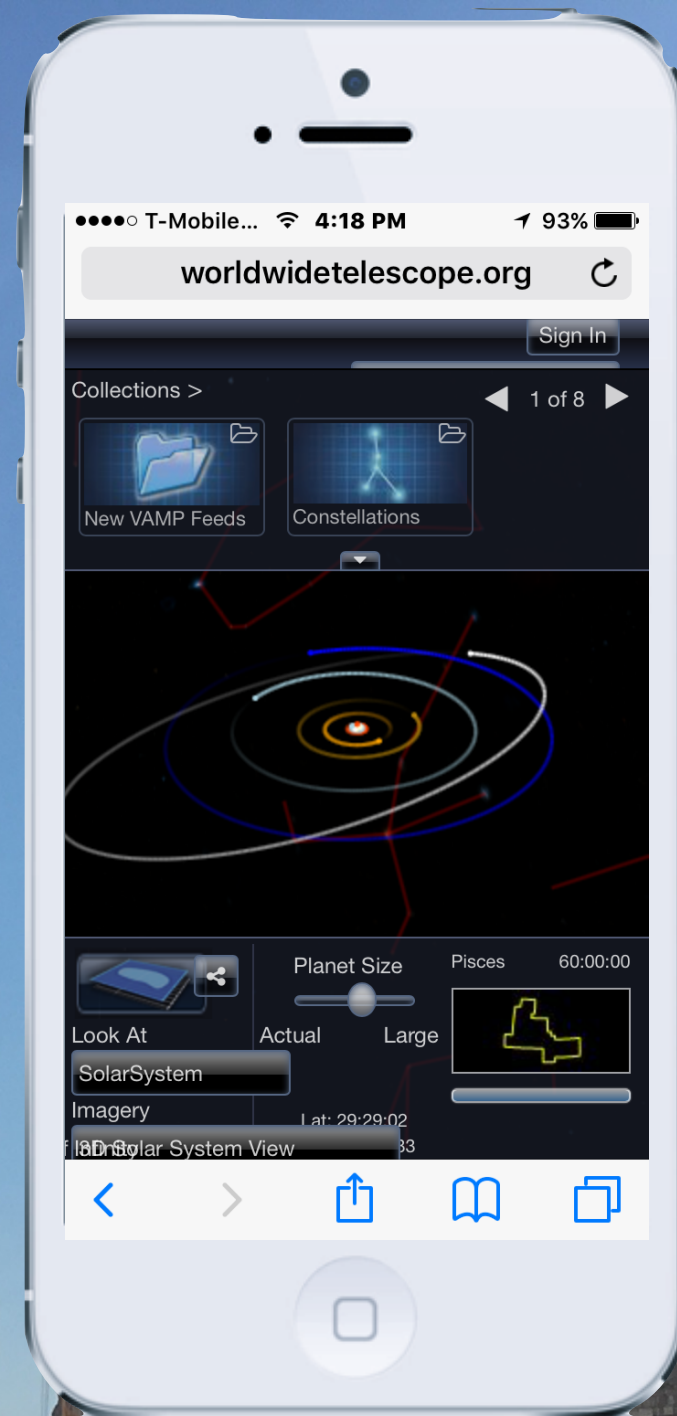 T-Mobile... 4:18 PM 93%
worldwidetelescope.org
Sign In
Collections >
1 of 8
New VAMP Feeds Constellations
Planet Size Pisces 60:00:00
Look At Actual Large
SolarSystem
Imagery Lat: 29:29:02
Solar System View 33